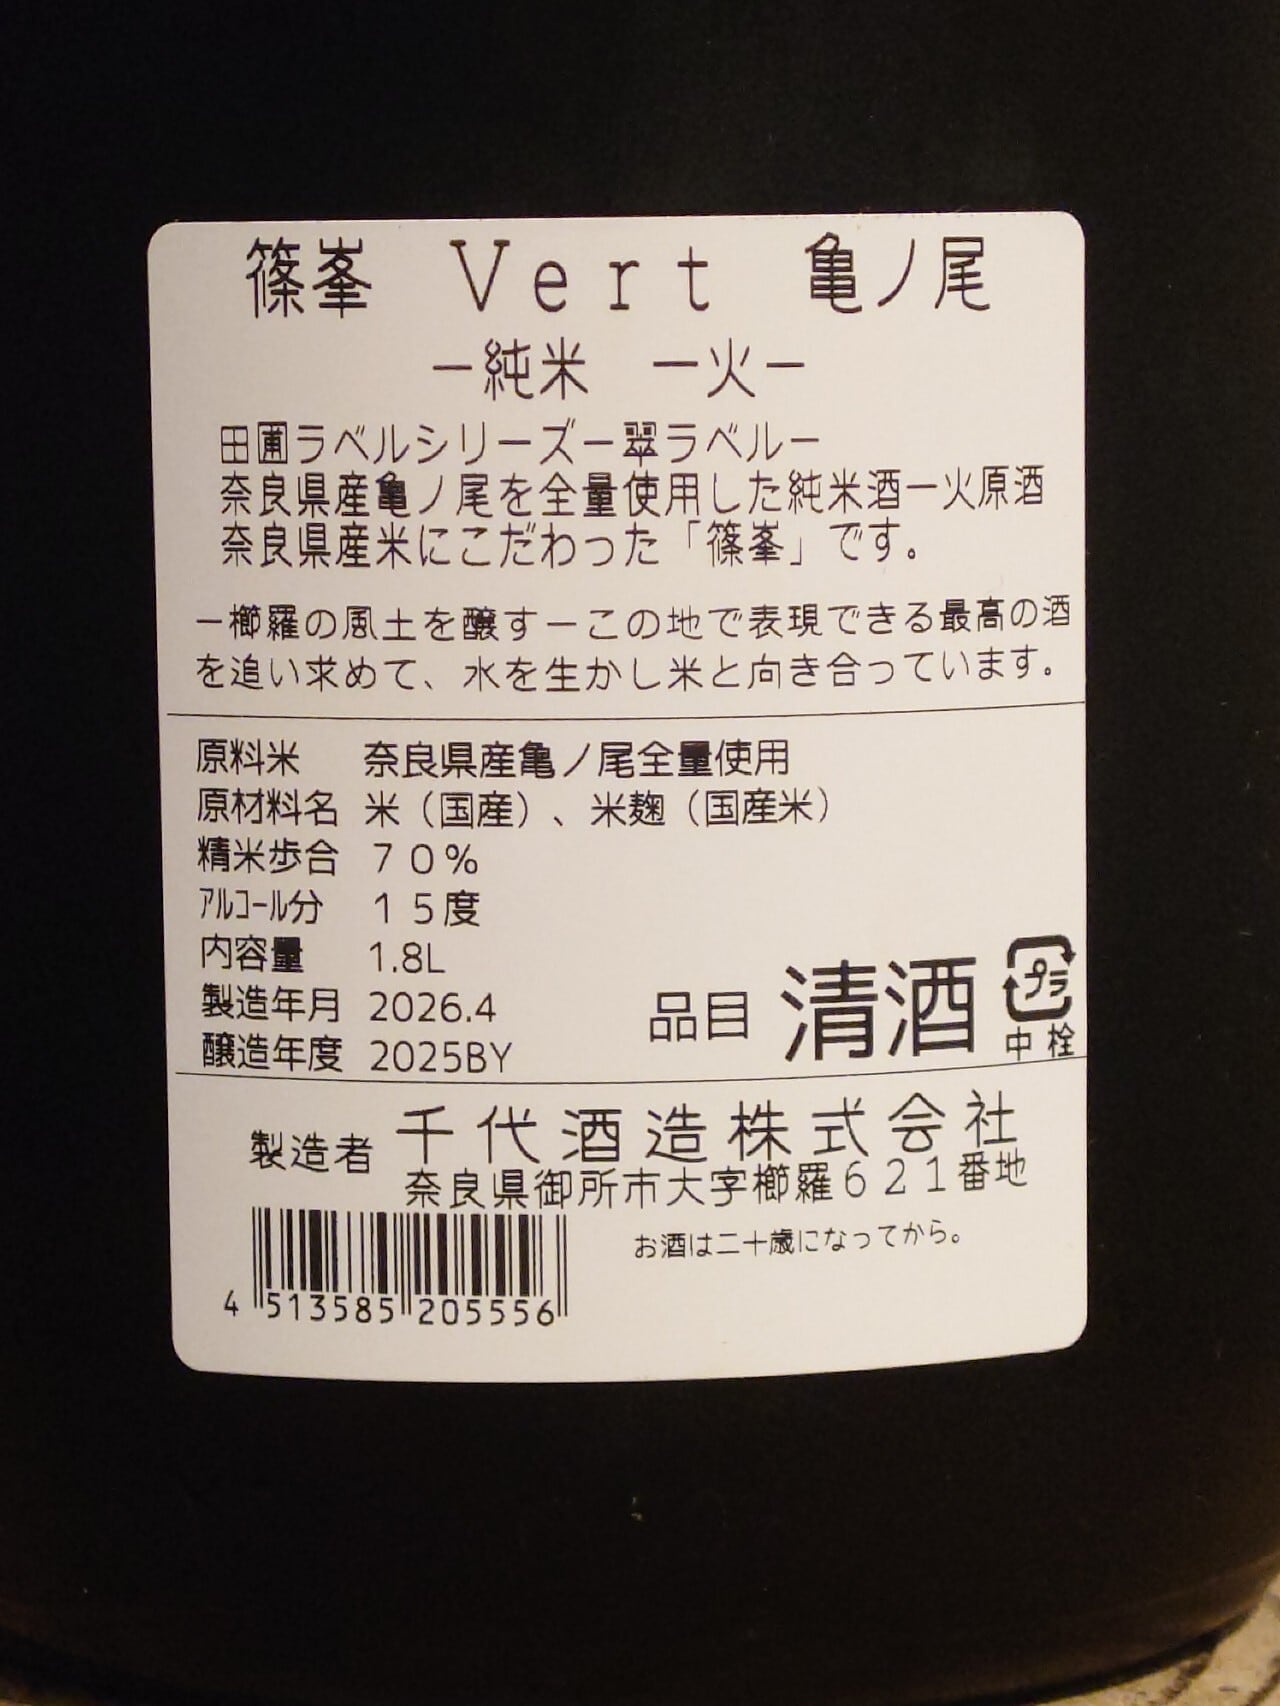 篠峯 Vert 亀ノ尾
ー純米 一火ー
田圃ラベルシリーズー翠ラベルー
奈良県産亀ノ尾を全量使用した純米酒一火原酒
奈良県産米にこだわった「篠峯」です。
ー櫛羅の風土を醸すーこの地で表現できる最高の酒
を追い求めて、水を生かし米と向き合っています。
原料米 奈良県産亀ノ尾全量使用
原材料名 米（国産）、米麹（国産米）
精米歩合 70%
アルコール分 15度
内容量 1.8L
製造年月 2026.4
醸造年度 2025BY
品目 清酒
プラ
中栓
製造者 千代酒造株式会社
奈良県御所市大字櫛羅621番地
お酒は二十歳になってから。
4 513585 205556